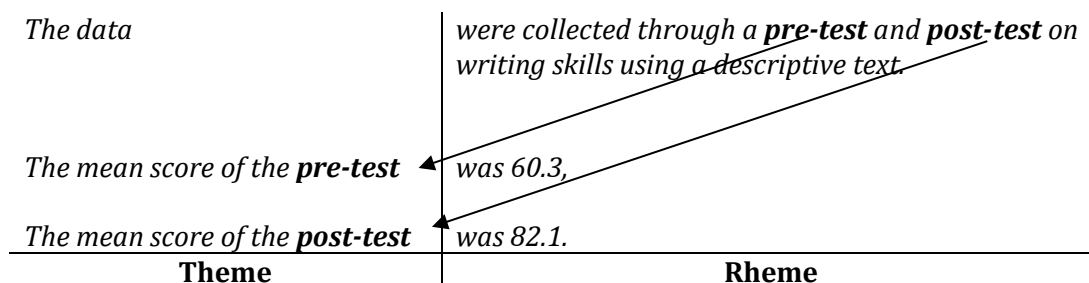 The data were collected through a pre-test and post-test on
writing skills using a descriptive text.
The mean score of the pre-test was 60.3,
The mean score of the post-test was 82.1.
Theme Rheme